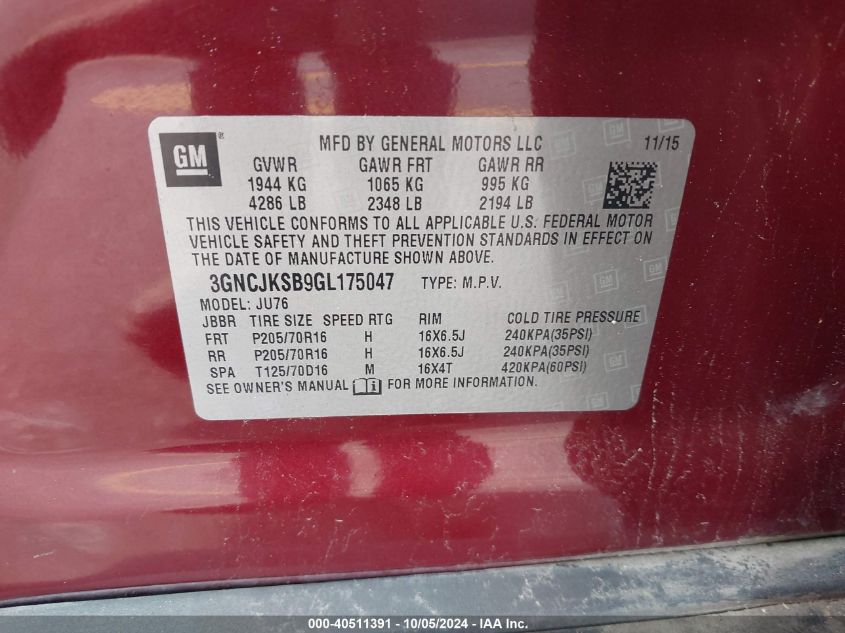 GM ®
MFD BY GENERAL MOTORS LLC 11/15
GVWR GAWR FRT GAWR RR
1944 KG 1065 KG 995 KG
4286 LB 2348 LB 2194 LB
THIS VEHICLE CONFORMS TO ALL APPLICABLE U.S. FEDERAL MOTOR
VEHICLE SAFETY AND THEFT PREVENTION STANDARDS IN EFFECT ON
THE DATE OF MANUFACTURE SHOWN ABOVE.
3GNCJKSB9GL175047 TYPE: M.P.V.
MODEL: JU76
JBBR TIRE SIZE SPEED RTG RIM COLD TIRE PRESSURE
FRT P205/70R16 H 16X6.5J 240KPA(35PSI)
RR P205/70R16 H 16X6.5J 240KPA(35PSI)
SPA T125/70D16 M 16X4T 420KPA(60PSI)
SEE OWNER'S MANUAL FOR MORE INFORMATION.
000-40511391 - 10/05/2024 - IAA Inc.